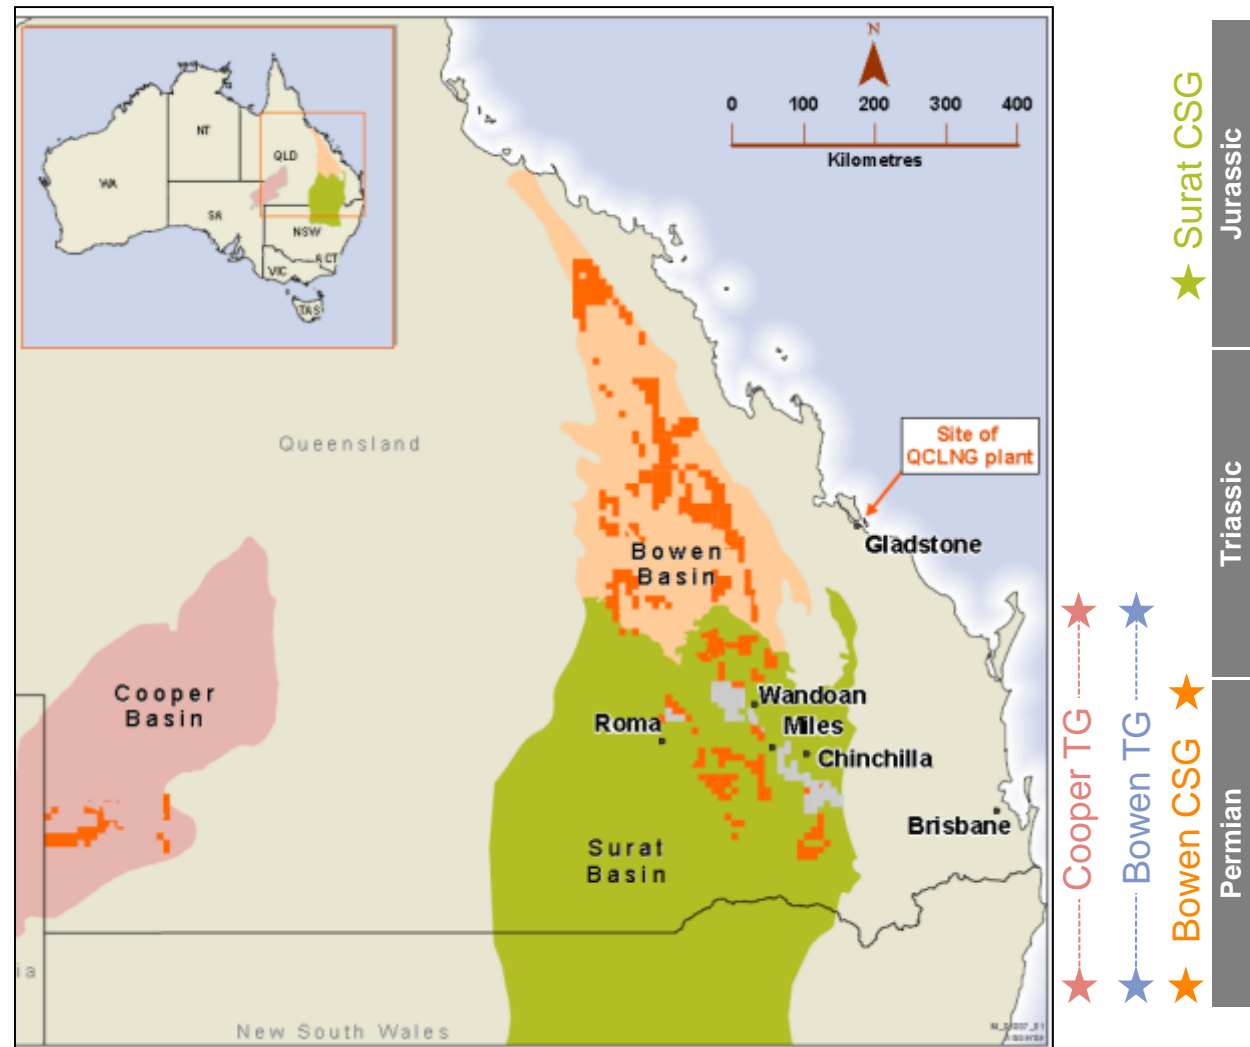 N
0 100 200 300 400
Kilometres
NT
QLD
WA
SA
NSW
ACT
VIC
TAS
Queensland
Site of
QCLNG plant
Gladstone
Bowen
Basin
Cooper
Basin
Wandoan
Roma
Miles
Chinchilla
Brisbane
Surat
Basin
ia
New South Wales
Cooper TG
Bowen TG
Bowen CSG
Surat CSG
Jurassic
Triassic
Permian